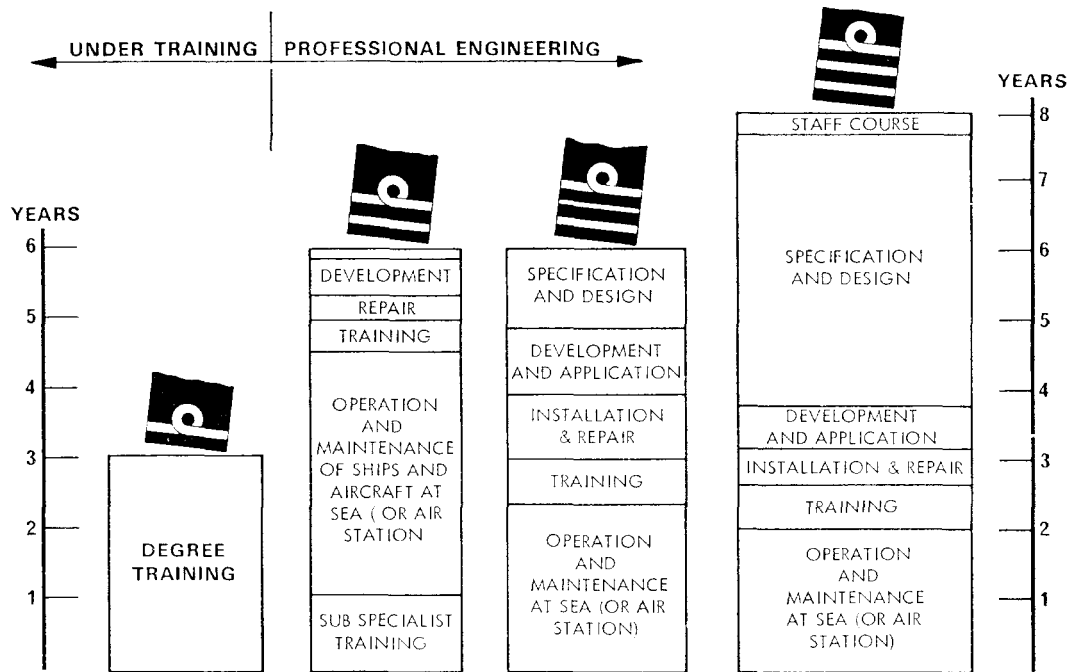 UNDER TRAINING
PROFESSIONAL ENGINEERING
YEARS
6
5
4
3
2
1
DEGREE
TRAINING
DEVELOPMENT
REPAIR
TRAINING
OPERATION
AND
MAINTENANCE
OF SHIPS AND
AIRCRAFT AT
SEA ( OR AIR
STATION
SUB SPECIALIST
TRAINING
SPECIFICATION
AND DESIGN
DEVELOPMENT
AND APPLICATION
INSTALLATION
& REPAIR
TRAINING
OPERATION
AND
MAINTENANCE
AT SEA (OR AIR
STATION)
STAFF COURSE
SPECIFICATION
AND DESIGN
DEVELOPMENT
AND APPLICATION
INSTALLATION & REPAIR
TRAINING
OPERATION
AND
MAINTENANCE
AT SEA (OR AIR
STATION)
YEARS
8
7
6
5
4
3
2
1